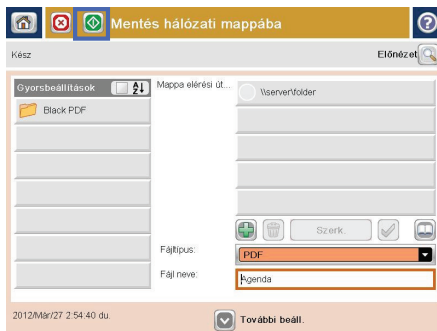 Mentés hálózati mappába
Kész
Előnézet
Gyorsbeállítások
Black PDF
Mappa elérési út...
\\server\folder
Szerk.
Fájltípus:
PDF
Fájl neve:
Agenda
2012/Már/27 2:54:40 du.
További beáll.